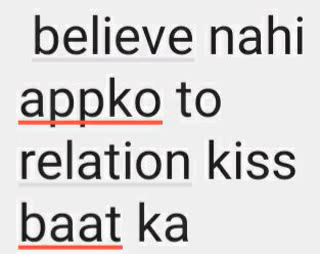 believe nahi
appko to
relation kiss
baat ka